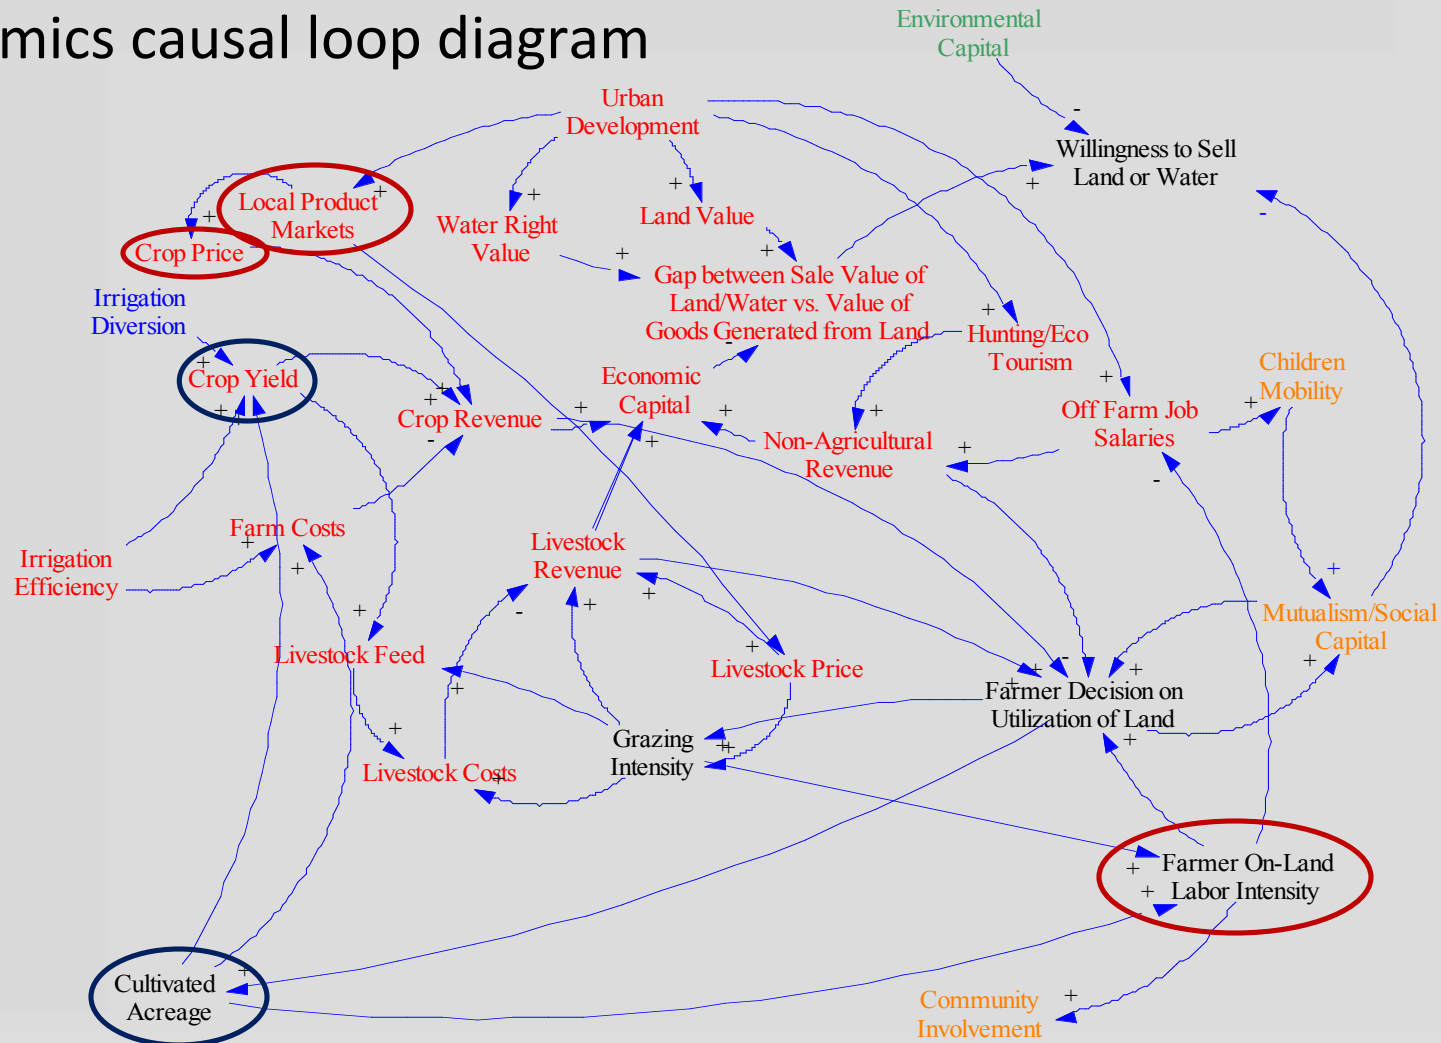 mics causal loop diagram
Environmental
Capital
Urban
Development
Willingness to Sell
Land or Water
Local Product
Markets
Water Right
Value
Land Value
Crop Price
Gap between Sale Value of
Land/Water vs. Value of
Goods Generated from Land
Irrigation
Diversion
Hunting/Eco
Tourism
Crop Yield
Economic
Capital
Children
Mobility
Crop Revenue
Off Farm Job
Salaries
Non-Agricultural
Revenue
Farm Costs
Irrigation
Efficiency
Livestock
Revenue
Mutualism/Social
Capital
Livestock Feed
Livestock Price
Farmer Decision on
Utilization of Land
Grazing
Intensity
Livestock Costs
Farmer On-Land
Labor Intensity
Cultivated
Acreage
Community
Involvement